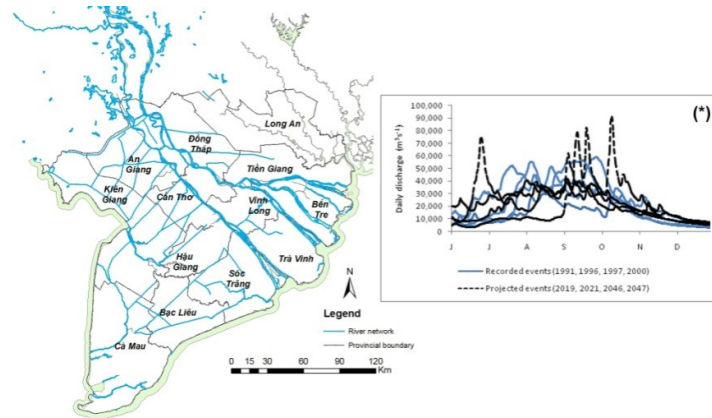 Long An
Đồng
Tháp
An
Giang
Tiền Giang
Kiên
Giang
Cần Thơ
Vĩnh
Long
Bến
Tre
Hậu
Giang
Trà Vinh
Sóc
Trăng
Bạc Liêu
Cà Mau
N
Legend
River network
Provincial boundary
0 15 30 60 90 120
Km
(*)
Daily discharge (m³s⁻¹)
100,000
90,000
80,000
70,000
60,000
50,000
40,000
30,000
20,000
10,000
0
J J A S O N D
Recorded events (1991, 1996, 1997, 2000)
Projected events (2019, 2021, 2046, 2047)